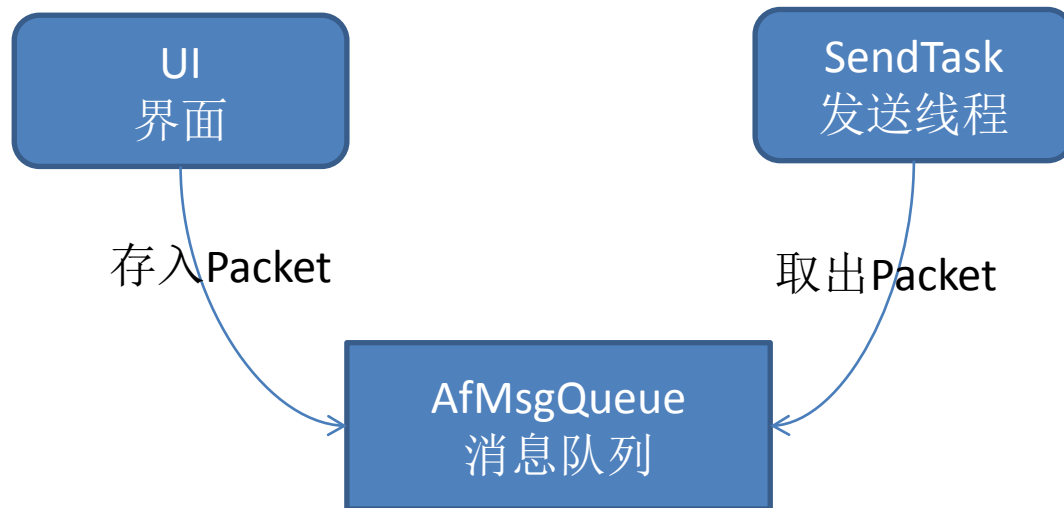 UI
界面
SendTask
发送线程
存入Packet
取出Packet
AfMsgQueue
消息队列